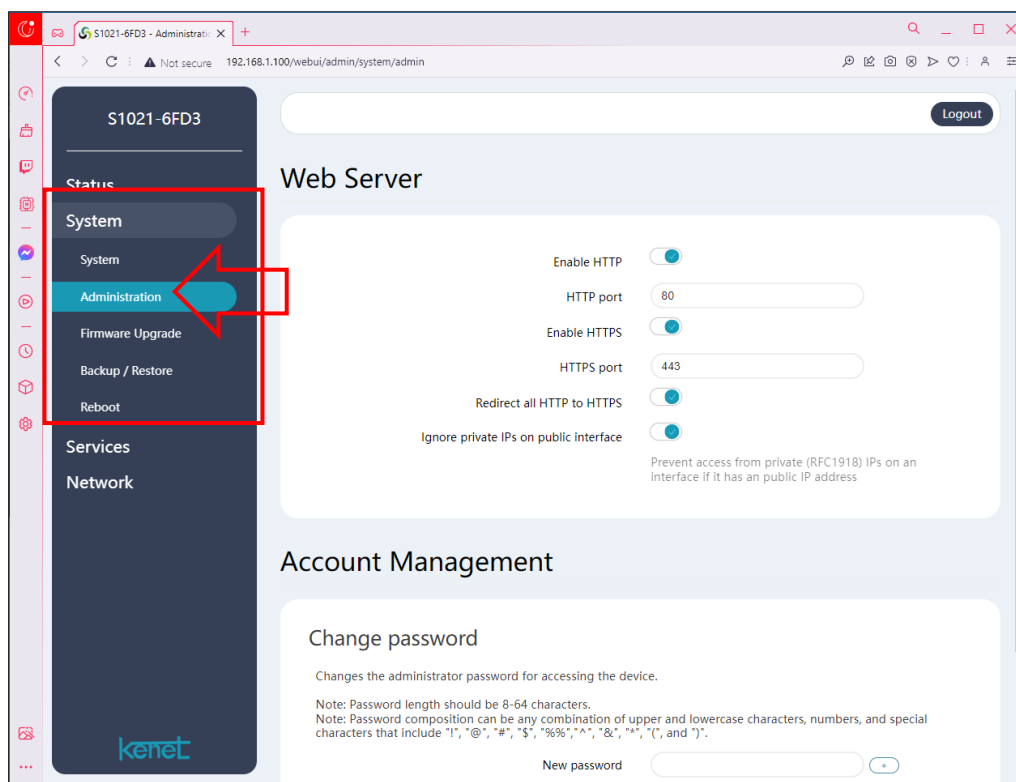 S1021-6FD3 - Administratio
Not secure 192.168.1.100/webui/admin/system/admin
S1021-6FD3
Logout
Status
System
System
Administration
Firmware Upgrade
Backup / Restore
Reboot
Services
Network
kenet
Web Server
Enable HTTP
HTTP port 80
Enable HTTPS
HTTPS port 443
Redirect all HTTP to HTTPS
Ignore private IPs on public interface
Prevent access from private (RFC1918) IPs on an
interface if it has an public IP address
Account Management
Change password
Changes the administrator password for accessing the device.
Note: Password length should be 8-64 characters.
Note: Password composition can be any combination of upper and lowercase characters, numbers, and special
characters that include "!", "@", "#", "$", "%%","^", "&", "*", "(", and ")".
New password